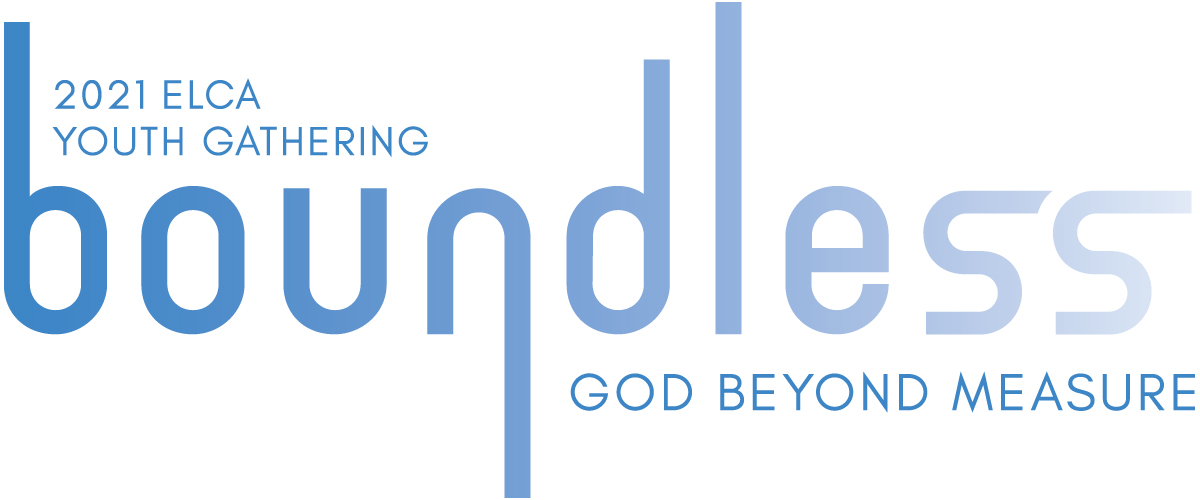 2021 ELCA
YOUTH GATHERING
boundless
GOD BEYOND MEASURE